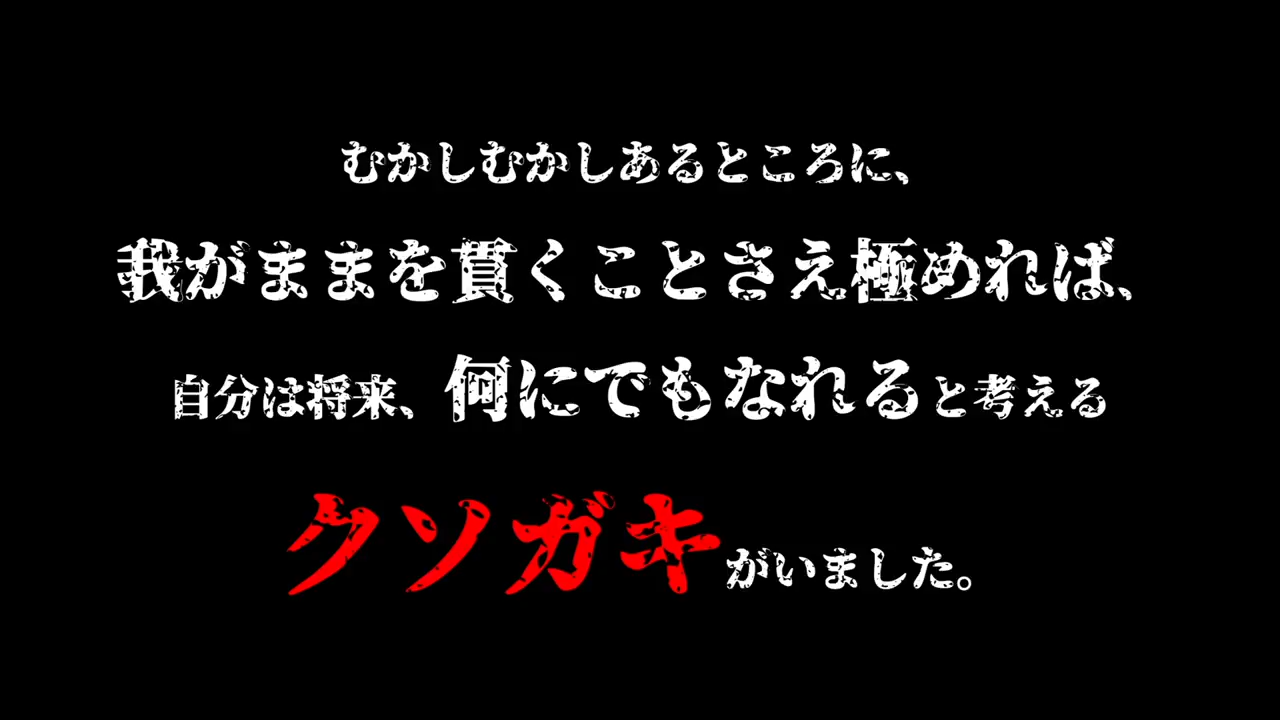 むかしむかしあるところに、
我がままを貫くことさえ極めれば、
自分は将来、何にでもなれると考える
クソガキがいました。